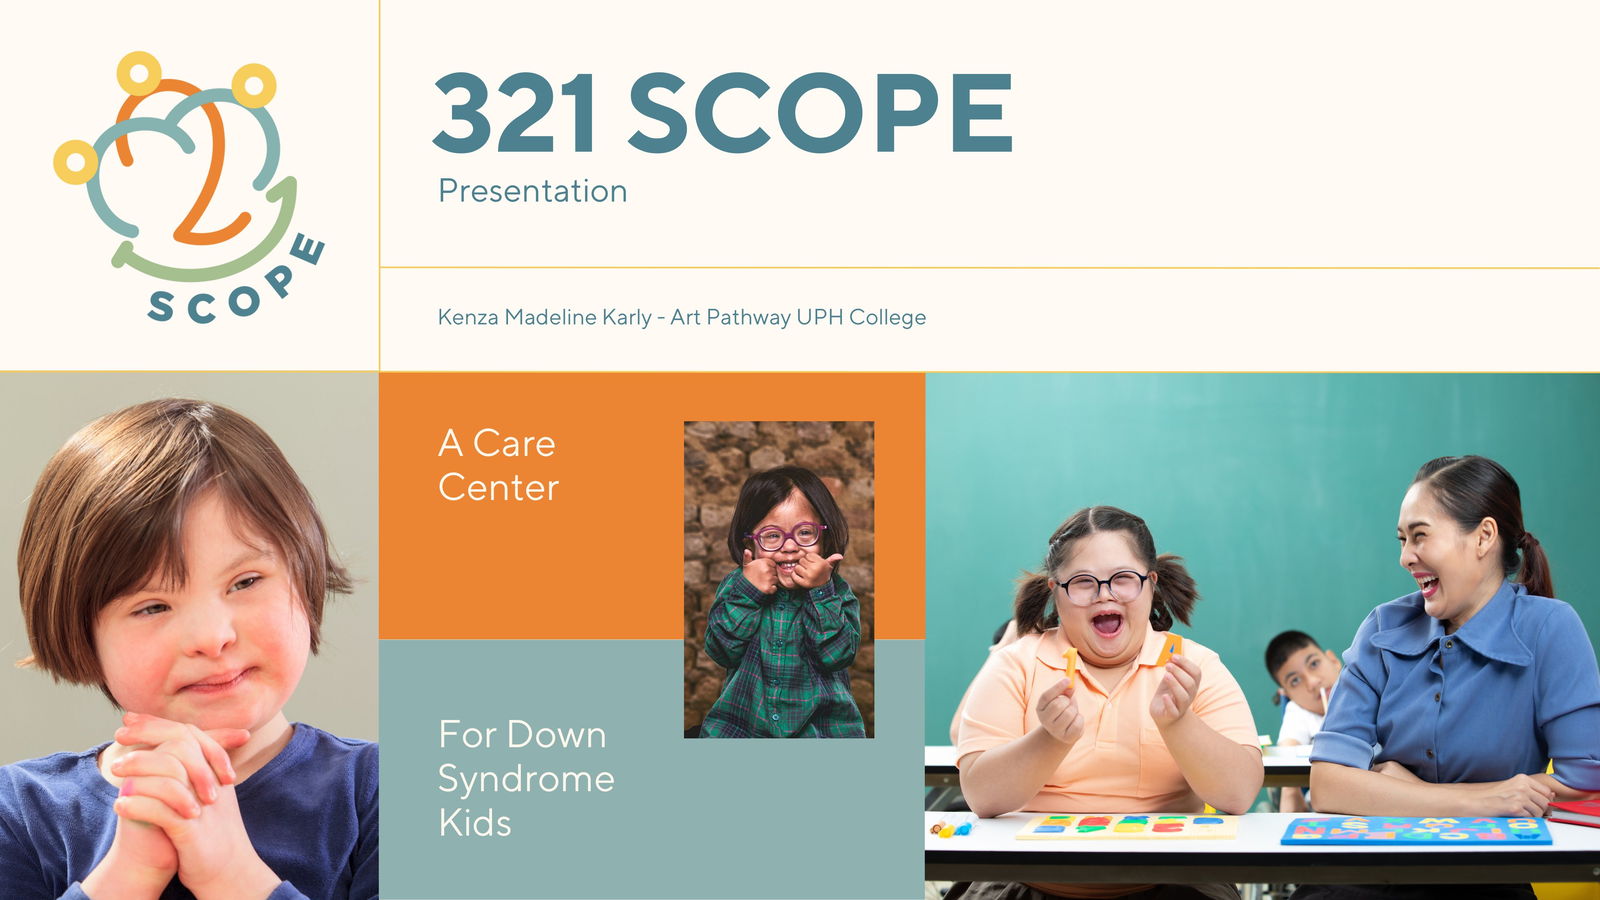 SCOPE
321 SCOPE
Presentation
Kenza Madeline Karly - Art Pathway UPH College
A Care
Center
For Down
Syndrome
Kids